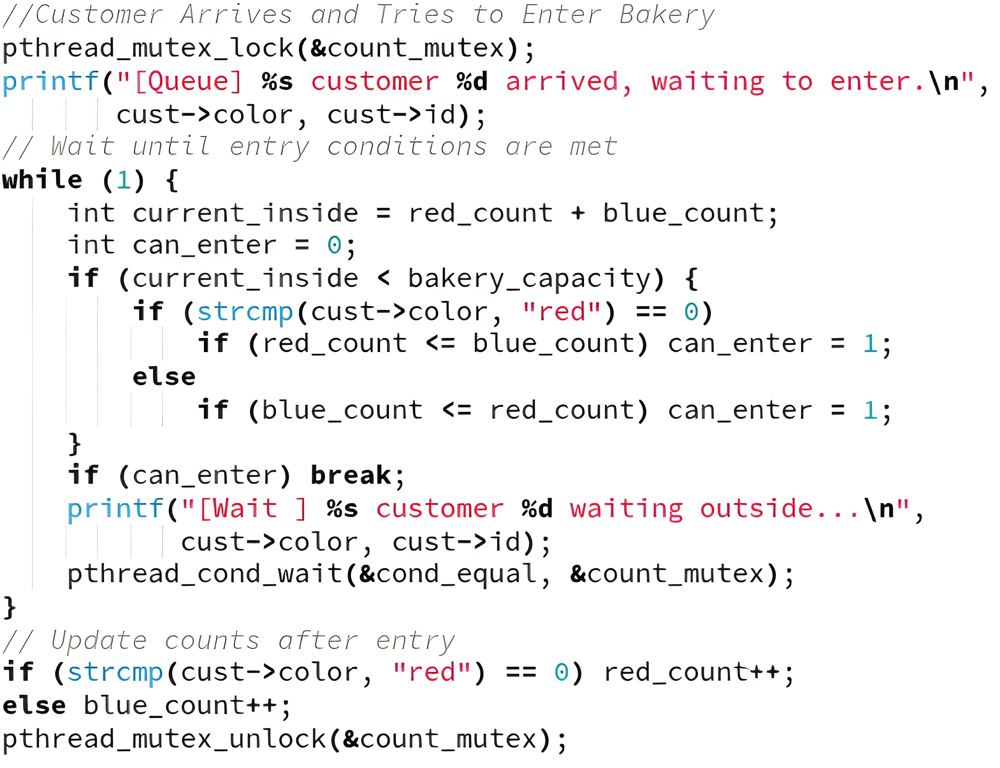 //Customer Arrives and Tries to Enter Bakery
pthread_mutex_lock(&count_mutex);
printf("[Queue] %s customer %d arrived, waiting to enter.\n",
       cust->color, cust->id);
// Wait until entry conditions are met
while (1) {
    int current_inside = red_count + blue_count;
    int can_enter = 0;
    if (current_inside < bakery_capacity) {
        if (strcmp(cust->color, "red") == 0)
            if (red_count <= blue_count) can_enter = 1;
        else
            if (blue_count <= red_count) can_enter = 1;
    }
    if (can_enter) break;
    printf("[Wait ] %s customer %d waiting outside...\n",
           cust->color, cust->id);
    pthread_cond_wait(&cond_equal, &count_mutex);
}
// Update counts after entry
if (strcmp(cust->color, "red") == 0) red_count++;
else blue_count++;
pthread_mutex_unlock(&count_mutex);